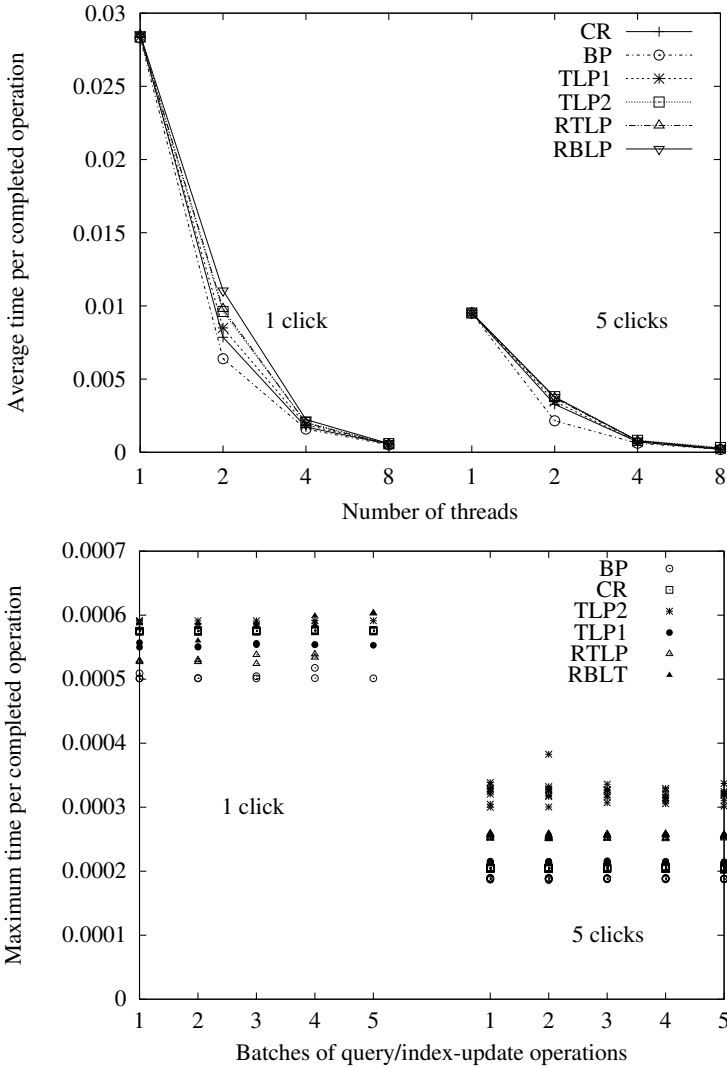 0.03
0.025
0.02
0.015
0.01
0.005
0
Average time per completed operation
CR
BP
TLP1
TLP2
RTLP
RBLP
1 click
5 clicks
1 2 4 8 1 2 4 8
Number of threads
0.0007
0.0006
0.0005
0.0004
0.0003
0.0002
0.0001
0
Maximum time per completed operation
BP
CR
TLP2
TLP1
RTLP
RBLT
1 click
5 clicks
1 2 3 4 5 1 2 3 4 5
Batches of query/index-update operations